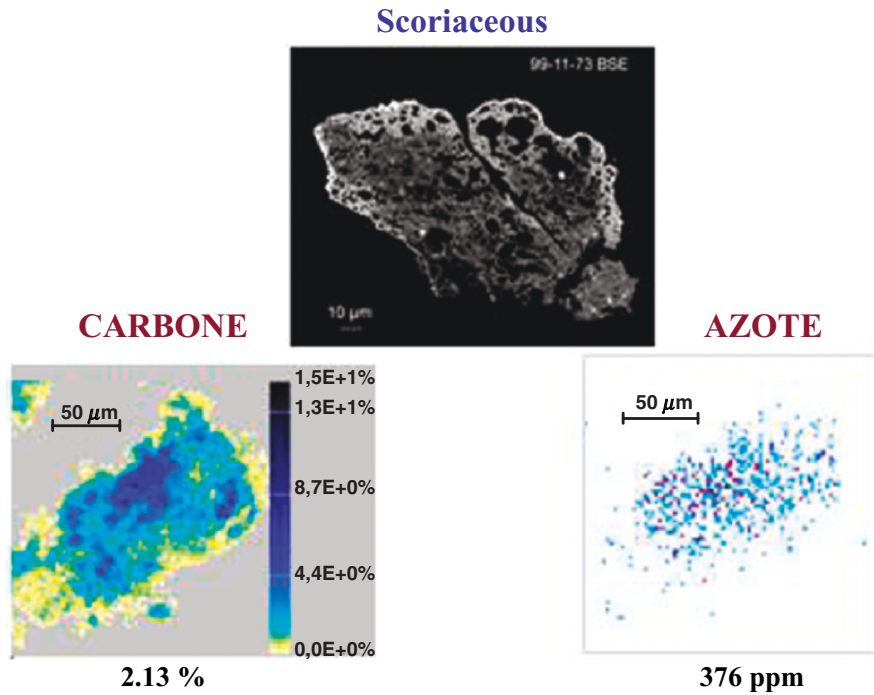 Scoriaceous
99-11-73 BSE
10 µm
CARBONE
AZOTE
50 µm
1,5E+1%
1,3E+1%
8,7E+0%
4,4E+0%
0,0E+0%
50 µm
2.13 %
376 ppm